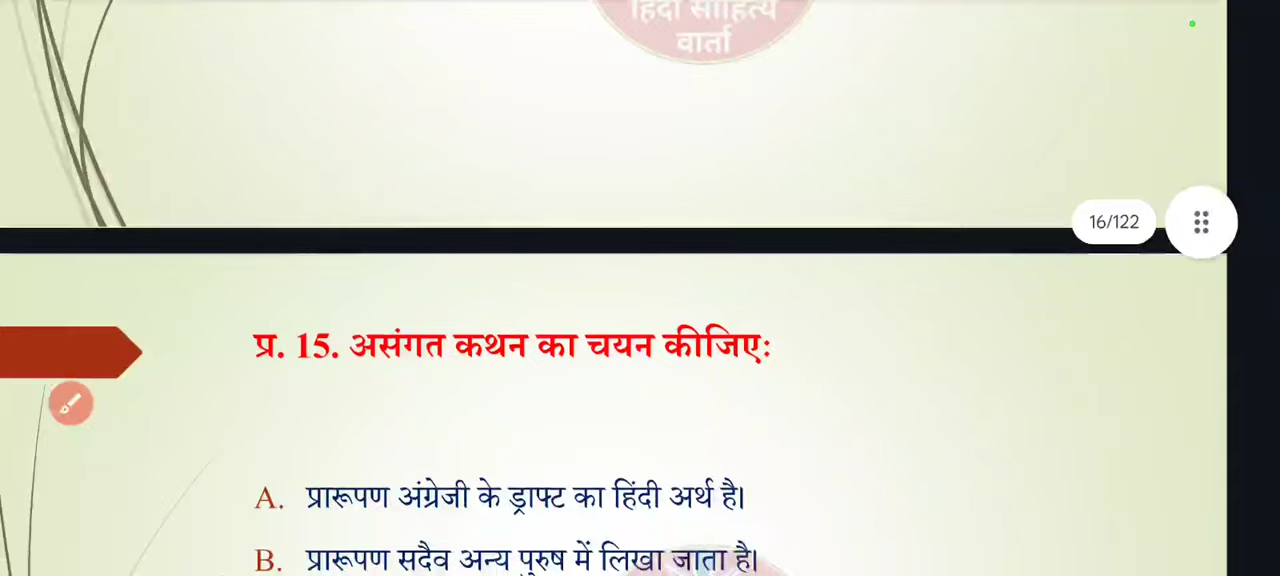 हिंदी साहित्य
वार्ता
16/122
प्र. 15. असंगत कथन का चयन कीजिए:
A. प्रारूपण अंग्रेजी के ड्राफ्ट का हिंदी अर्थ है।
B. प्रारूपण सदैव अन्य पुरुष में लिखा जाता है।